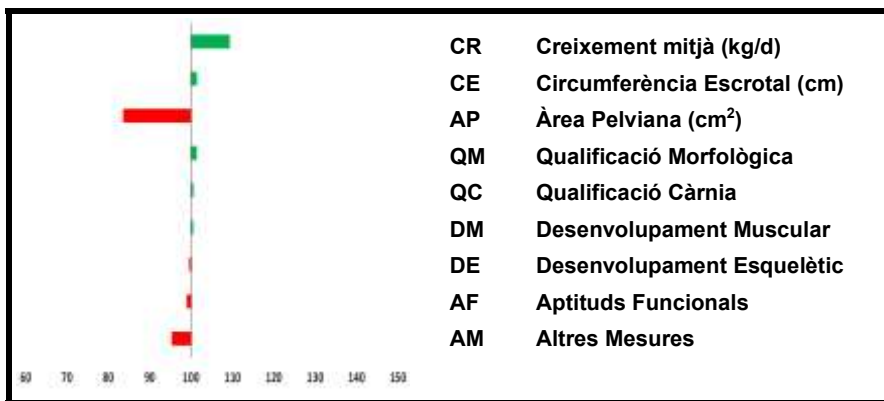 CR Creixement mitjà (kg/d)
CE Circumferència Escrotal (cm)
AP Àrea Pelviana (cm²)
QM Qualificació Morfològica
QC Qualificació Càrnia
DM Desenvolupament Muscular
DE Desenvolupament Esquelètic
AF Aptituds Funcionals
AM Altres Mesures
60 70 80 90 100 110 120 130 140 150